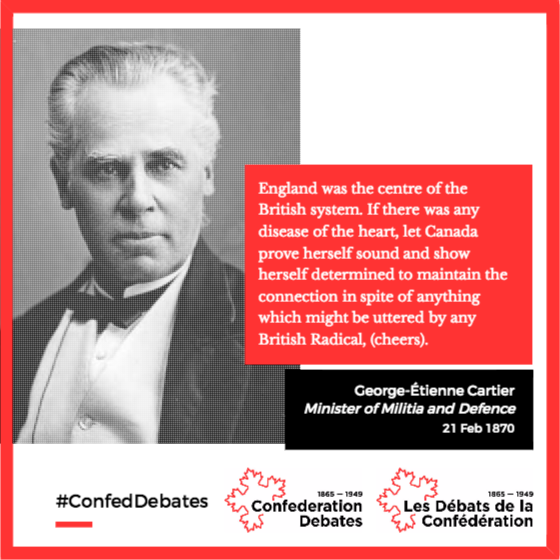 England was the centre of the
British system. If there was any
disease of the heart, let Canada
prove herself sound and show
herself determined to maintain the
connection in spite of anything
which might be uttered by any
British Radical, (cheers).
George-Étienne Cartier
Minister of Militia and Defence
21 Feb 1870
#ConfedDebates
1865 — 1949
Confederation
Debates
1865 — 1949
Les Débats de la
Confédération